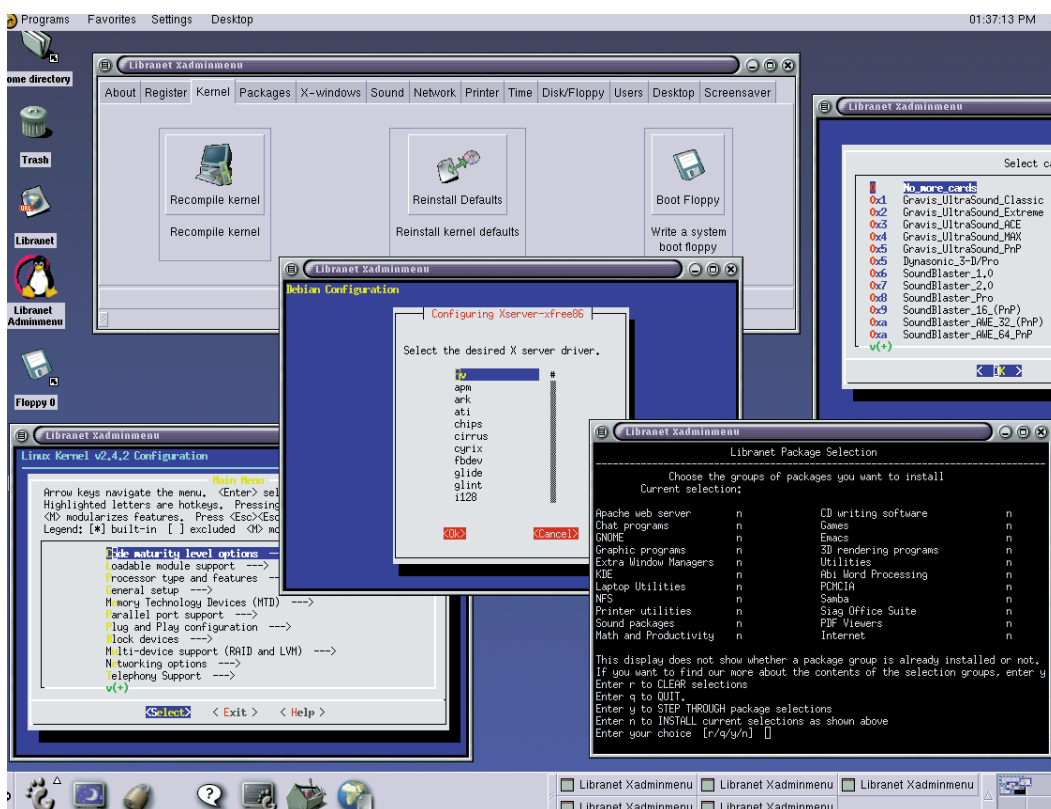 Programs Favorites Settings Desktop 01:37:13 PM
ome directory
Trash
Libranet
Libranet
Adminmenu
Floppy 0
Libranet Xadminmenu
About Register Kernel Packages X-windows Sound Network Printer Time Disk/Floppy Users Desktop Screensaver
Recompile kernel
Reinstall Defaults
Boot Floppy
Recompile kernel
Reinstall kernel defaults
Write a system
boot floppy
Libranet Xadminmenu
Select ca
0 No_more_cards
0x1 Gravis_UltraSound_Classic
0x2 Gravis_UltraSound_Extreme
0x3 Gravis_UltraSound_ACE
0x4 Gravis_UltraSound_MAX
0x5 Gravis_UltraSound_PnP
0x5 Dynasonic_3-D/Pro
0x6 SoundBlaster_1.0
0x7 SoundBlaster_2.0
0x8 SoundBlaster_Pro
0x9 SoundBlaster_16_(PnP)
0xa SoundBlaster_AWE_32_(PnP)
0xa SoundBlaster_AWE_64_PnP
v(+)
< OK >
Libranet Xadminmenu
Debian Configuration
Configuring Xserver-xfree86
Select the desired X server driver.
nv #
apm
ark
ati
chips
cirrus
cyrix
fbdev
glide
glint
i128
<Ok> <Cancel>
Libranet Xadminmenu
Linux Kernel v2.4.2 Configuration
Main Menu
Arrow keys navigate the menu. <Enter> sel
Highlighted letters are hotkeys. Pressing
<M> modularizes features. Press <Esc><Esc
Legend: [*] built-in [ ] excluded <M> mo
Code maturity level options --
Loadable module support --->
Processor type and features --
General setup --->
Memory Technology Devices (MTD) --->
Parallel port support --->
Plug and Play configuration --->
Block devices --->
Multi-device support (RAID and LVM) --->
Networking options --->
Telephony Support --->
v(+)
<Select> < Exit > < Help >
Libranet Xadminmenu
Libranet Package Selection
Choose the groups of packages you want to install
Current selection:
Apache web server n CD writing software n
Chat programs n Games n
GNOME n Emacs n
Graphic programs n 3D rendering programs n
Extra Window Managers n Utilities n
KDE n Abi Word Processing n
Laptop Utilities n PCMCIA n
NFS n Samba n
Printer utilities n Siag Office Suite n
Sound packages n PDF Viewers n
Math and Productivity n Internet n
This display does not show whether a package group is already installed or not.
If you want to find our more about the contents of the selection groups, enter y
Enter r to CLEAR selections
Enter q to QUIT.
Enter y to STEP THROUGH package selections
Enter n to INSTALL current selections as shown above
Enter your choice [r/q/y/n] []
Libranet Xadminmenu Libranet Xadminmenu Libranet Xadminmenu
Libranet Xadminmenu Libranet Xadminmenu